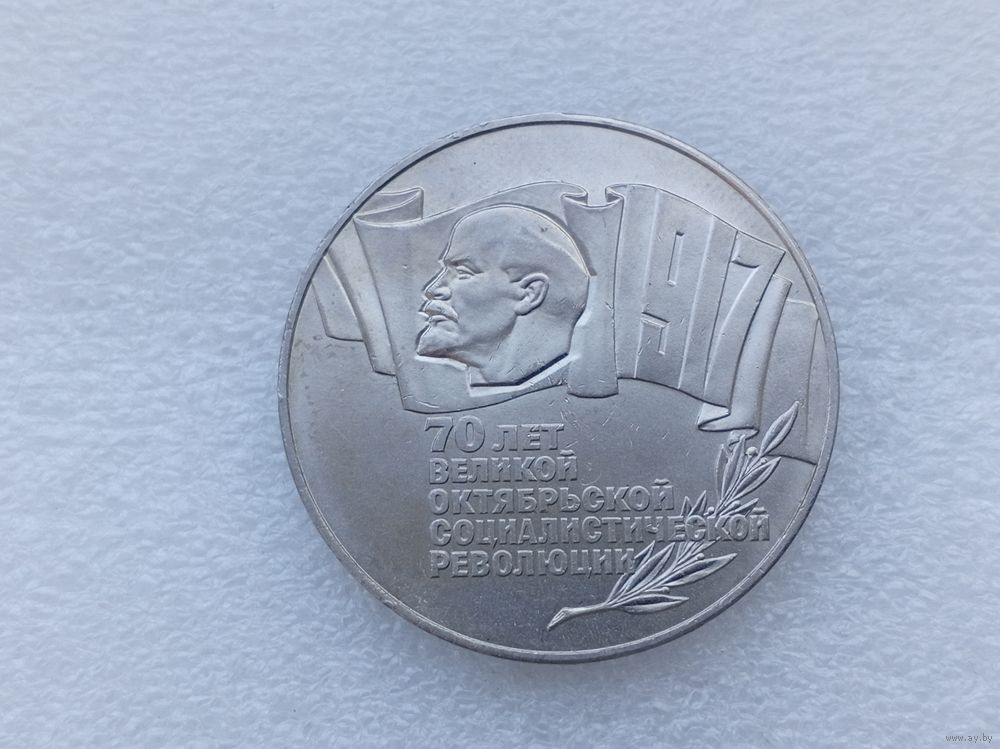 1917
70 ЛЕТ
ВЕЛИКОЙ
ОКТЯБРЬСКОЙ
СОЦИАЛИСТИЧЕСКОЙ
РЕВОЛЮЦИИ
www.ay.by